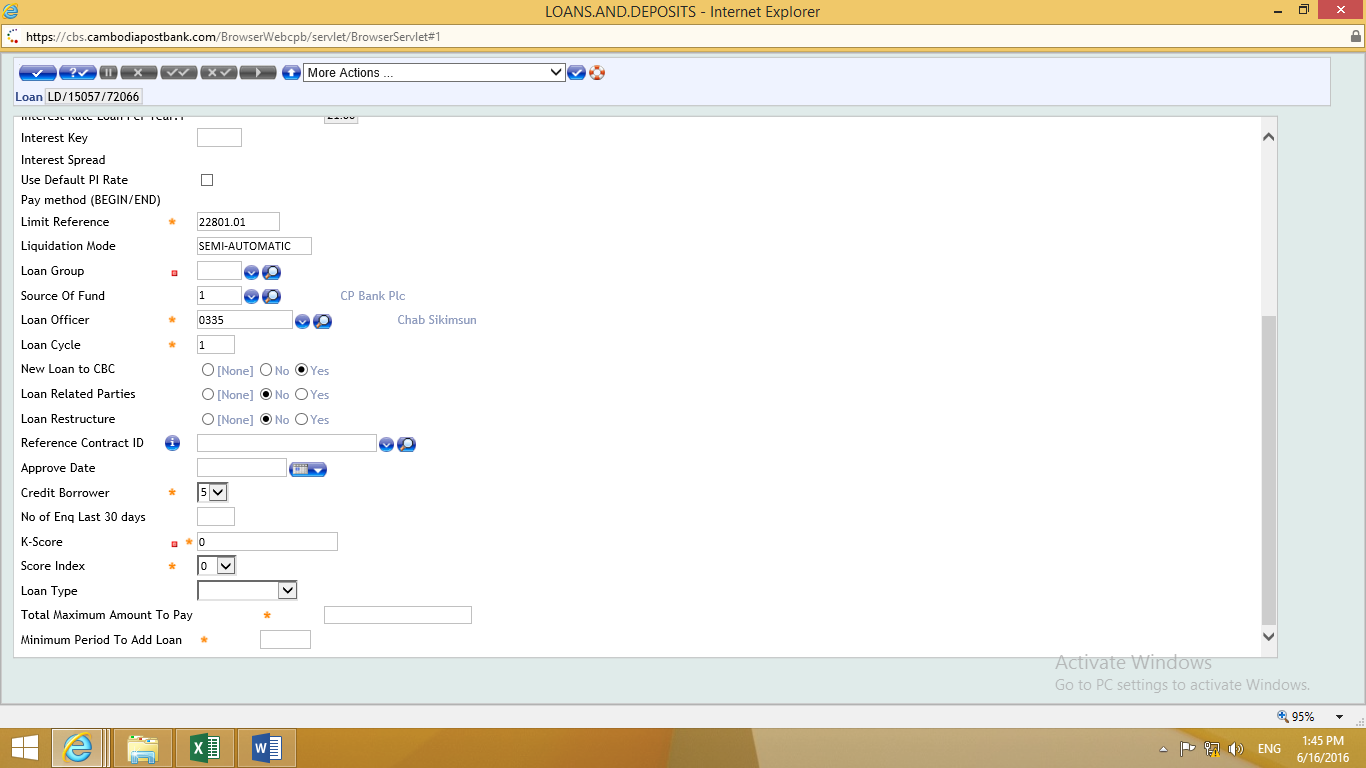 LOANS.AND.DEPOSITS - Internet Explorer
https://cbs.cambodiapostbank.com/BrowserWebcpb/servlet/BrowserServlet#1
More Actions ...
Loan LD/15057/72066
Interest Key
Interest Spread
Use Default PI Rate
Pay method (BEGIN/END)
Limit Reference * 22801.01
Liquidation Mode SEMI-AUTOMATIC
Loan Group
Source Of Fund 1 CP Bank Plc
Loan Officer * 0335 Chab Sikimsun
Loan Cycle * 1
New Loan to CBC [None] No Yes
Loan Related Parties [None] No Yes
Loan Restructure [None] No Yes
Reference Contract ID
Approve Date
Credit Borrower * 5
No of Enq Last 30 days
K-Score * 0
Score Index * 0
Loan Type
Total Maximum Amount To Pay *
Minimum Period To Add Loan *
Activate Windows
Go to PC settings to activate Windows.
95%
ENG
1:45 PM
6/16/2016